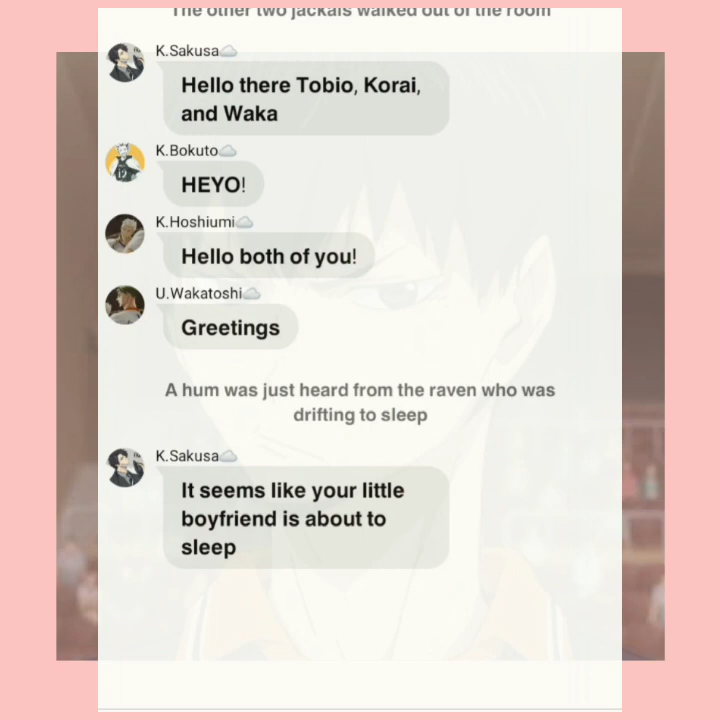 The other two jackals walked out of the room
K.Sakusa☁️
Hello there Tobio, Korai,
and Waka
K.Bokuto☁️
HEYO!
K.Hoshiumi☁️
Hello both of you!
U.Wakatoshi☁️
Greetings
A hum was just heard from the raven who was
drifting to sleep
K.Sakusa☁️
It seems like your little
boyfriend is about to
sleep